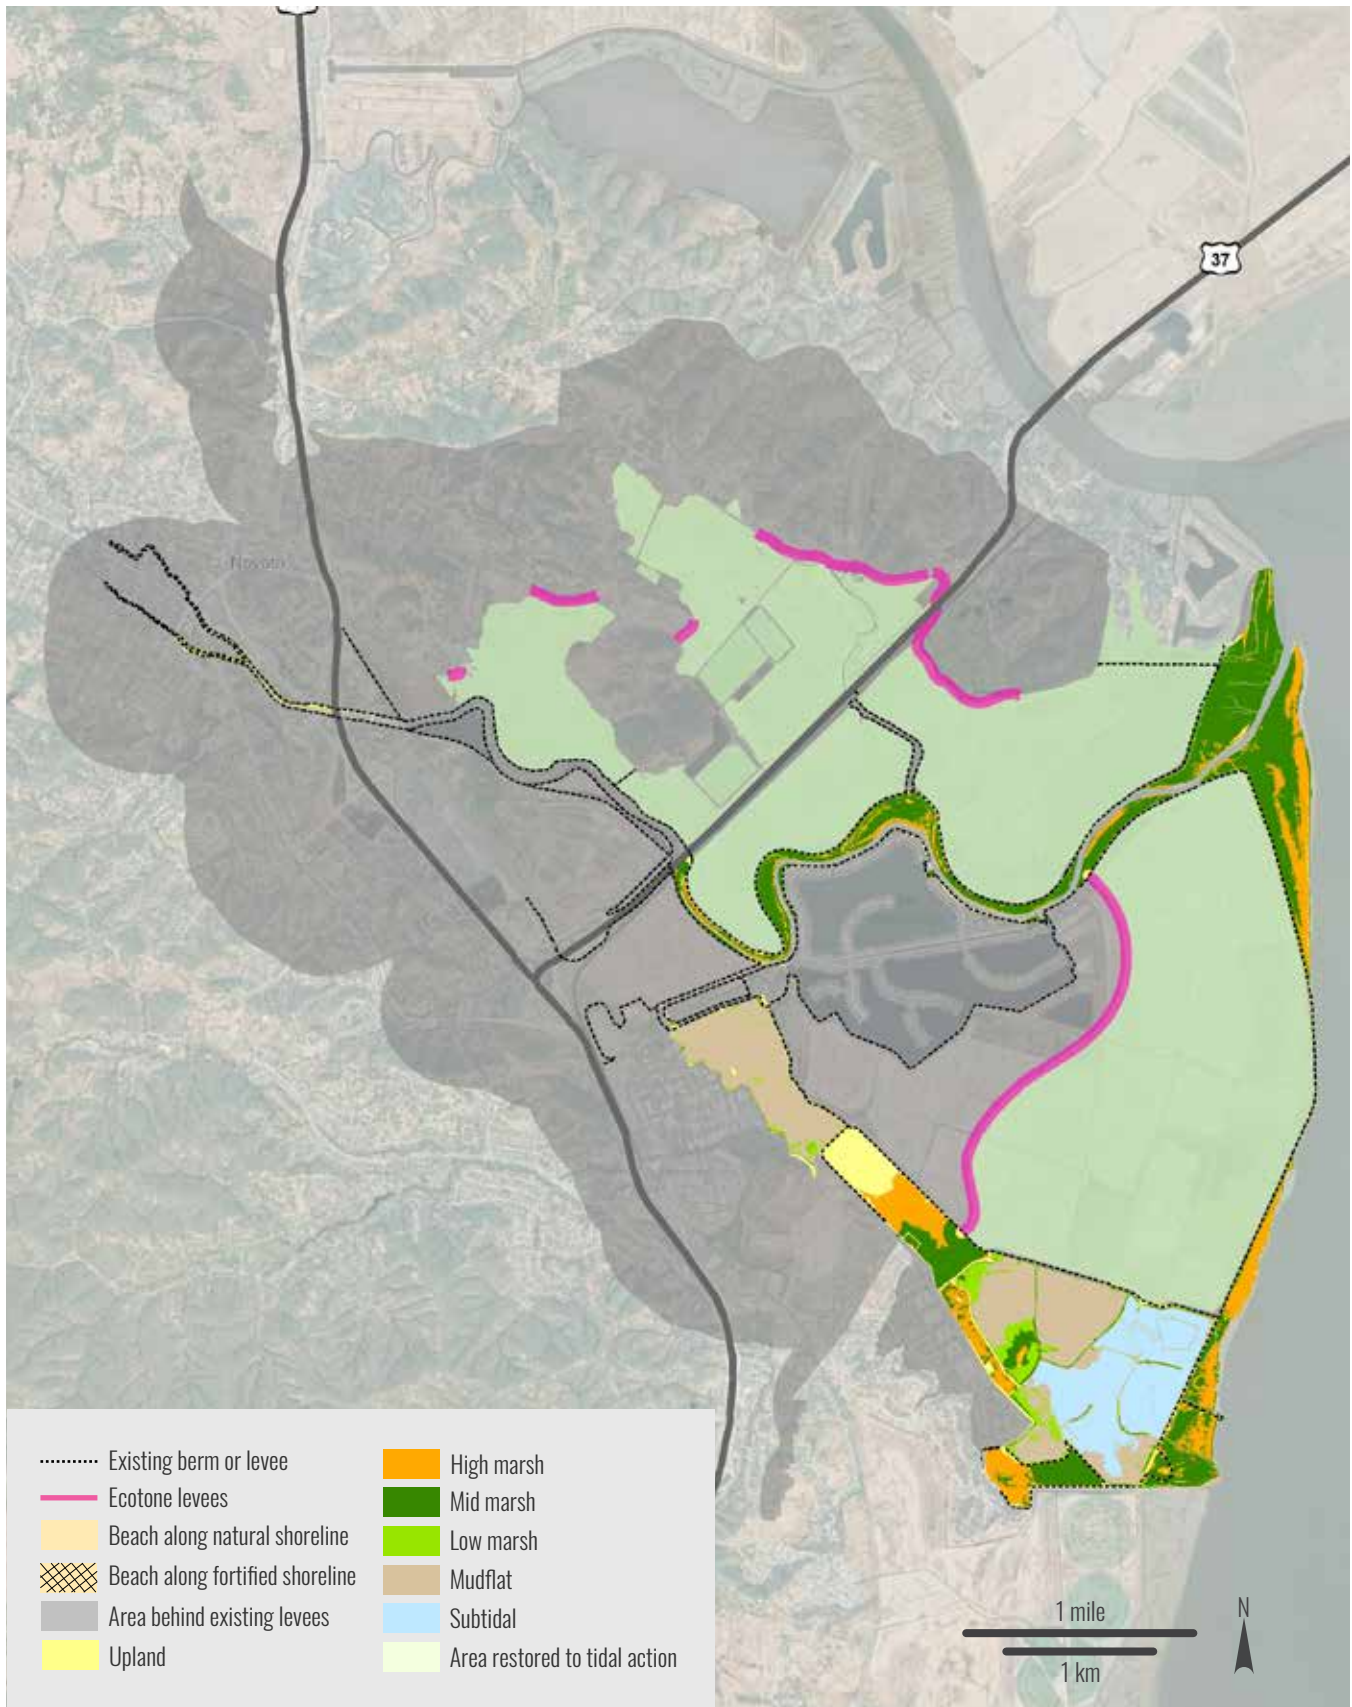 37
Novato
Existing berm or levee
Ecotone levees
Beach along natural shoreline
Beach along fortified shoreline
Area behind existing levees
Upland
High marsh
Mid marsh
Low marsh
Mudflat
Subtidal
Area restored to tidal action
1 mile
1 km
N